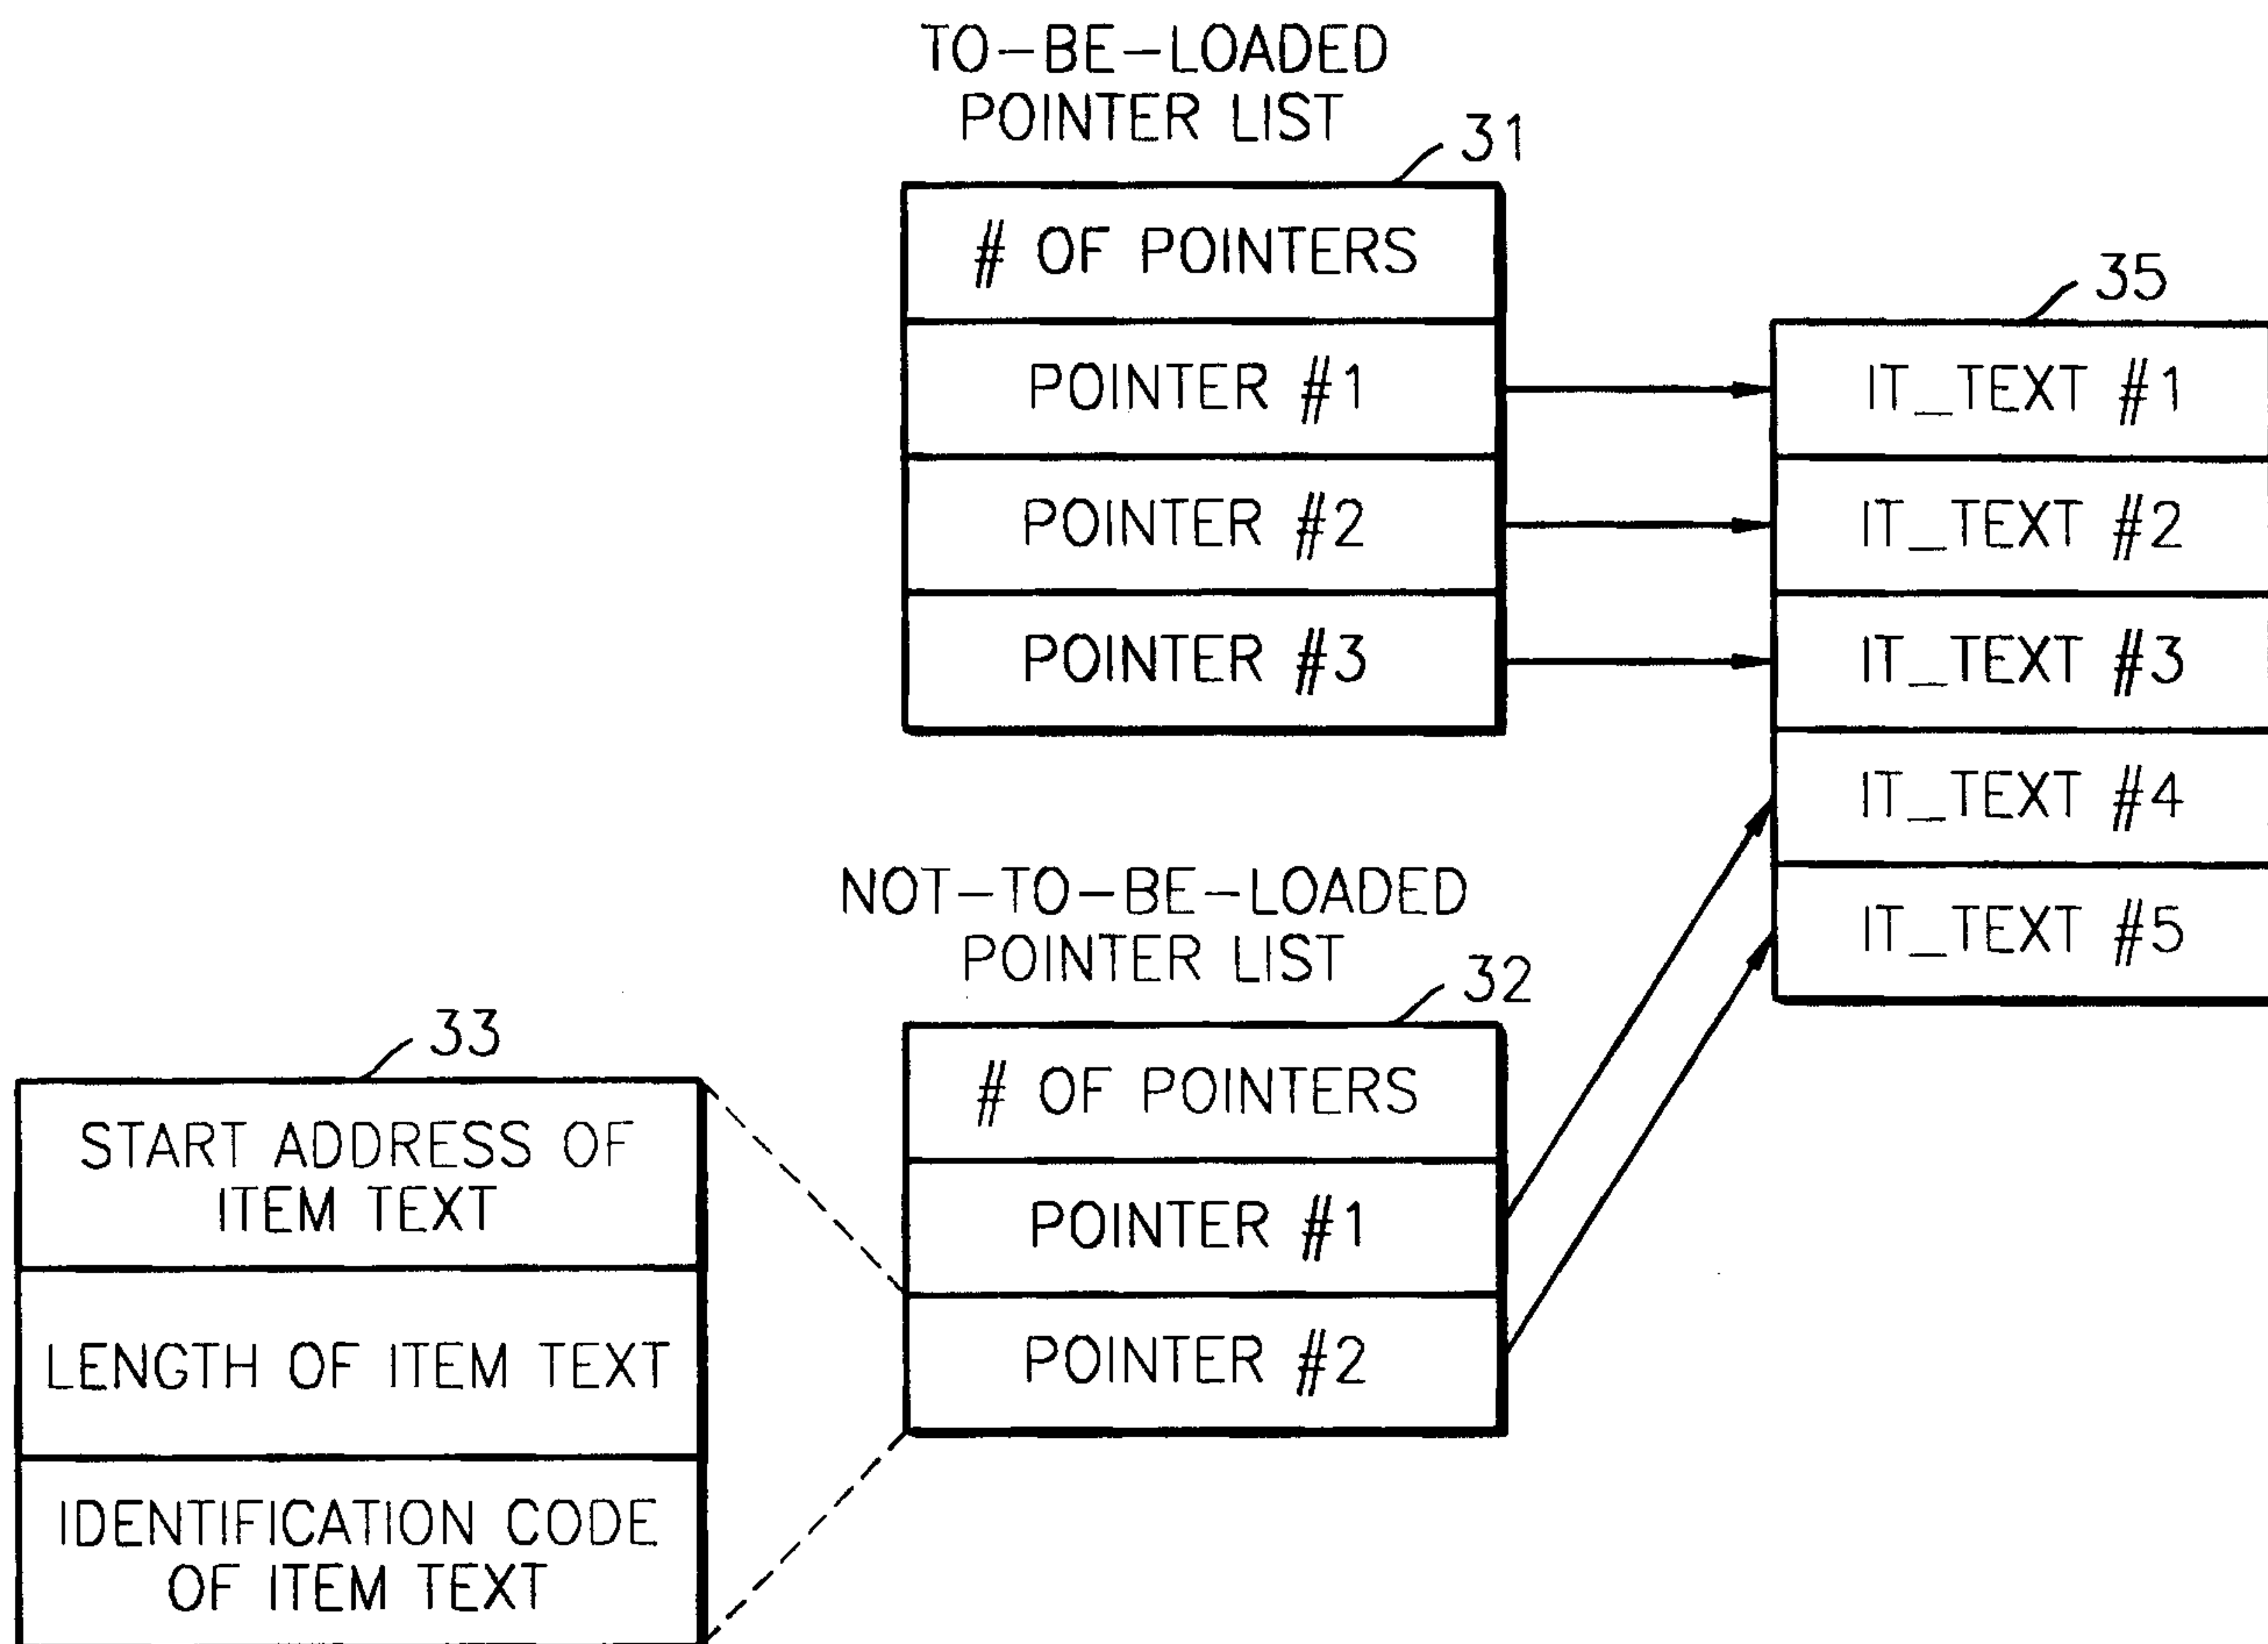 TO-BE-LOADED
POINTER LIST
31
# OF POINTERS
POINTER #1
POINTER #2
POINTER #3
35
IT_TEXT #1
IT_TEXT #2
IT_TEXT #3
IT_TEXT #4
IT_TEXT #5
NOT-TO-BE-LOADED
POINTER LIST
32
# OF POINTERS
POINTER #1
POINTER #2
33
START ADDRESS OF
ITEM TEXT
LENGTH OF ITEM TEXT
IDENTIFICATION CODE
OF ITEM TEXT